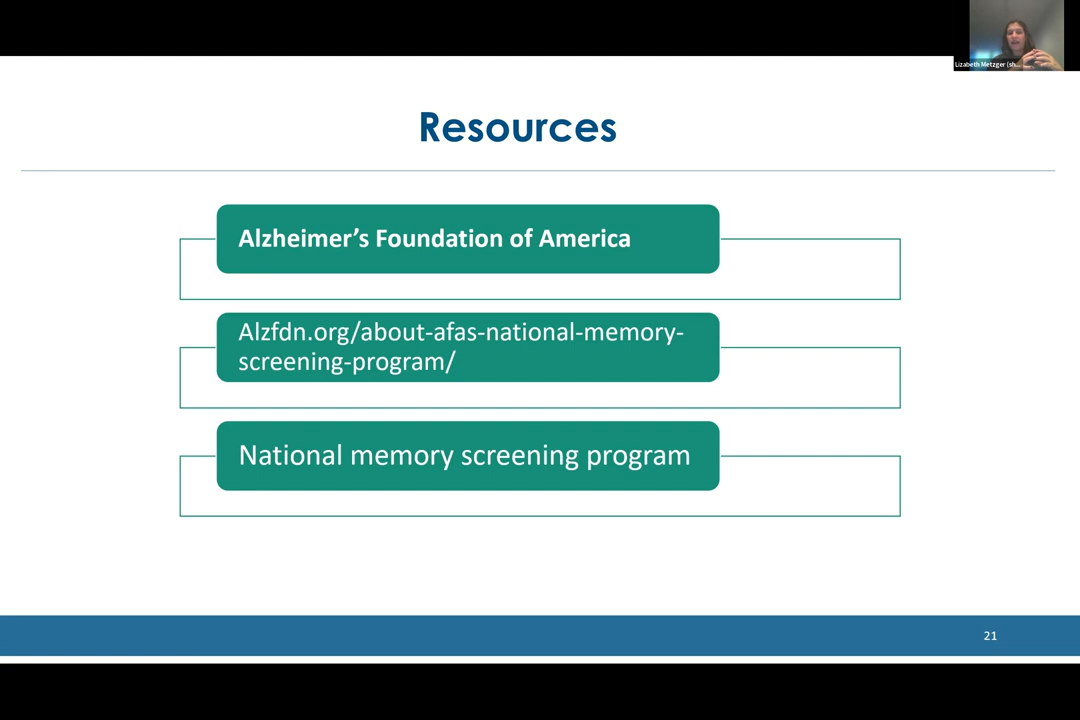 Lizabeth Metzger (sh...
Resources
Alzheimer’s Foundation of America
Alzfdn.org/about-afas-national-memory-
screening-program/
National memory screening program
21